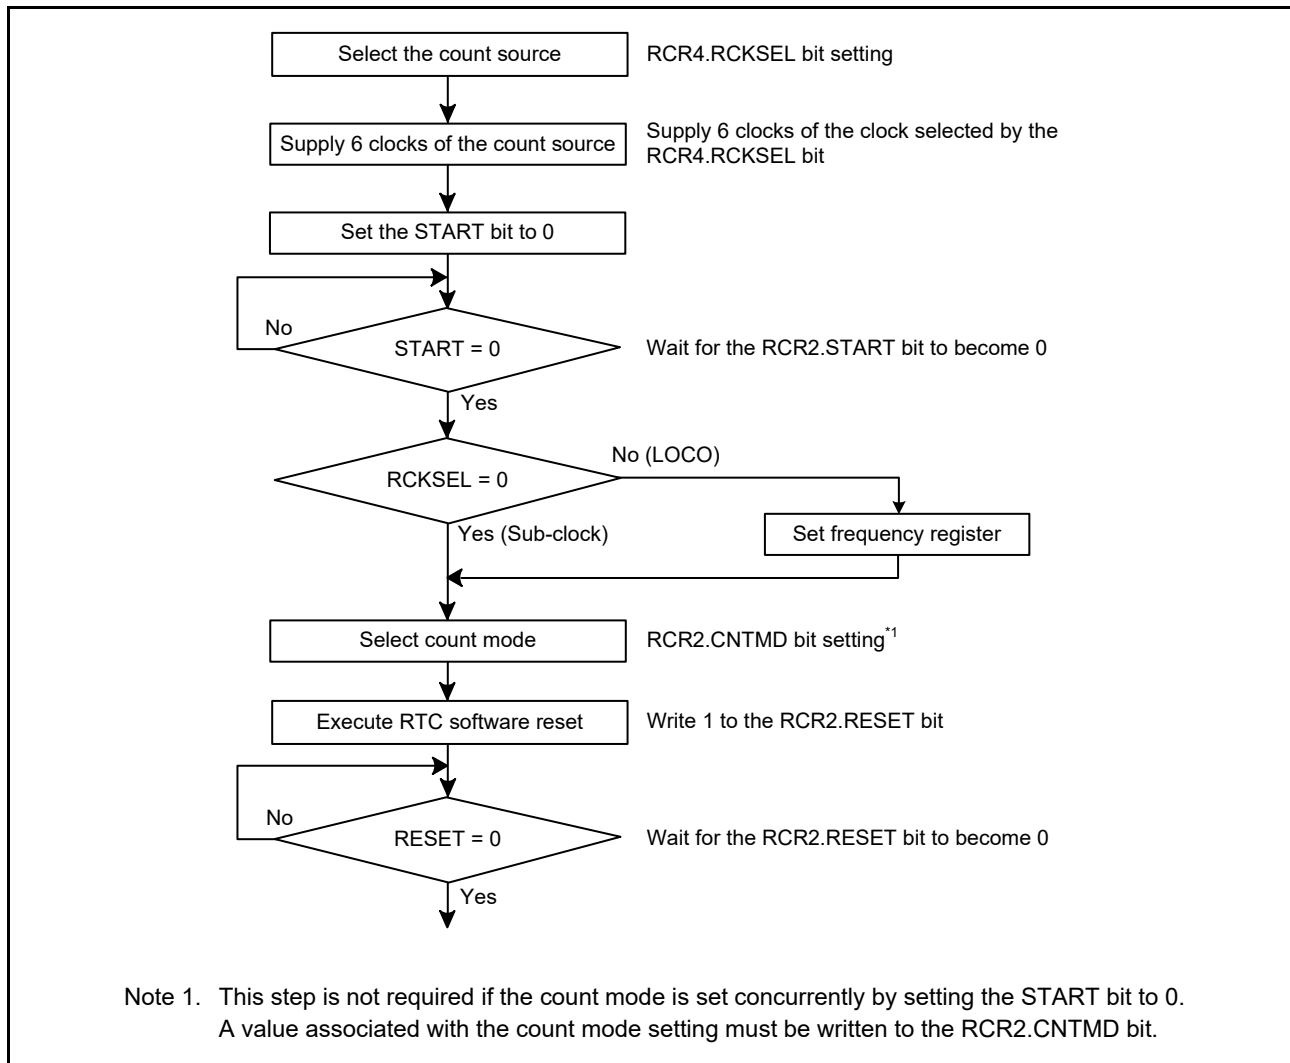 Select the count source
RCR4.RCKSEL bit setting
Supply 6 clocks of the count source
Supply 6 clocks of the clock selected by the
RCR4.RCKSEL bit
Set the START bit to 0
No
START = 0
Wait for the RCR2.START bit to become 0
Yes
RCKSEL = 0
No (LOCO)
Yes (Sub-clock)
Set frequency register
Select count mode
RCR2.CNTMD bit setting*1
Execute RTC software reset
Write 1 to the RCR2.RESET bit
No
RESET = 0
Wait for the RCR2.RESET bit to become 0
Yes
Note 1. This step is not required if the count mode is set concurrently by setting the START bit to 0.
A value associated with the count mode setting must be written to the RCR2.CNTMD bit.